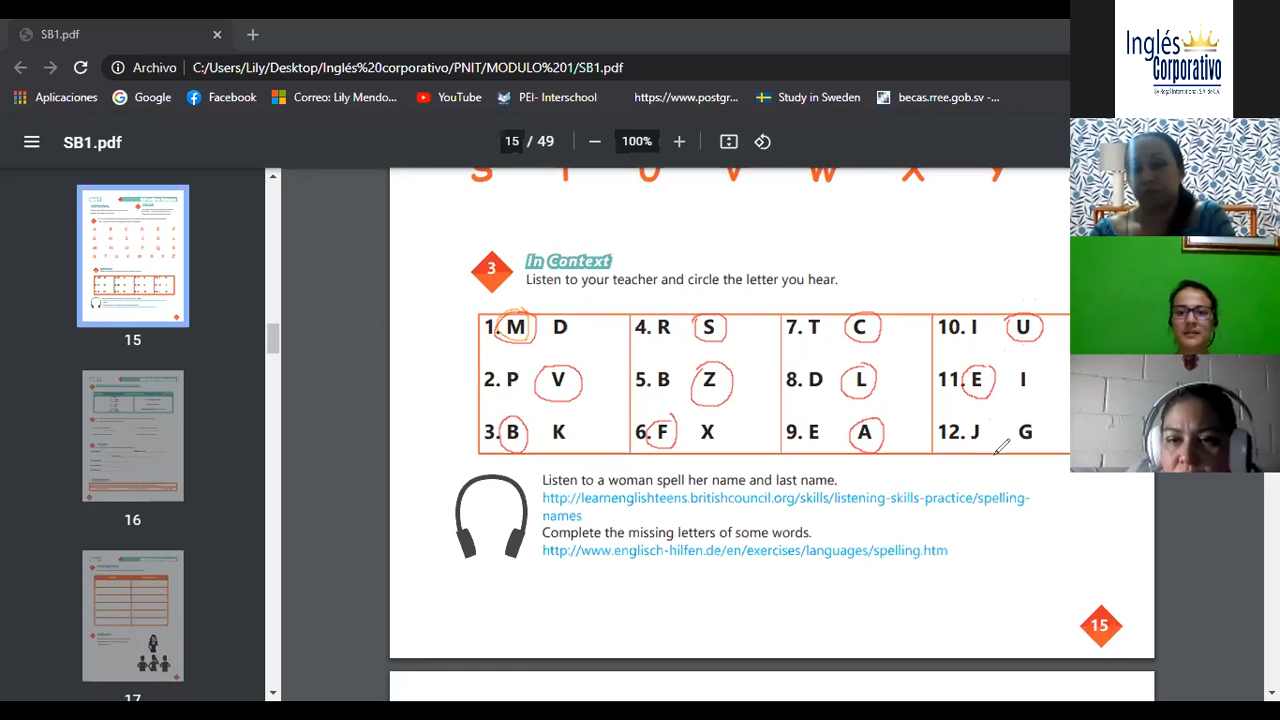 SB1.pdf
Archivo C:/Users/Lily/Desktop/Inglés%20corporativo/PNIT/MODULO%201/SB1.pdf
Aplicaciones Google Facebook Correo: Lily Mendo... YouTube PEI- Interschool https://www.postgr... Study in Sweden becas.rree.gob.sv -...
SB1.pdf 15 / 49 100%
Inglés
Corporativo
S T U V W X Y
3 In Context
Listen to your teacher and circle the letter you hear.
1. M D 4. R S 7. T C 10. I U
2. P V 5. B Z 8. D L 11. E I
3. B K 6. F X 9. E A 12. J G
Listen to a woman spell her name and last name.
http://learnenglishteens.britishcouncil.org/skills/listening-skills-practice/spelling-
names
Complete the missing letters of some words.
http://www.englisch-hilfen.de/en/exercises/languages/spelling.htm
15
15
16
17